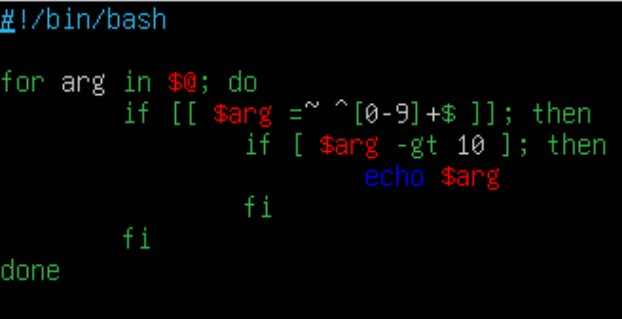 #!/bin/bash
for arg in $@; do
if [[ $arg =~ ^[0-9]+$ ]]; then
if [ $arg -gt 10 ]; then
echo $arg
fi
fi
done